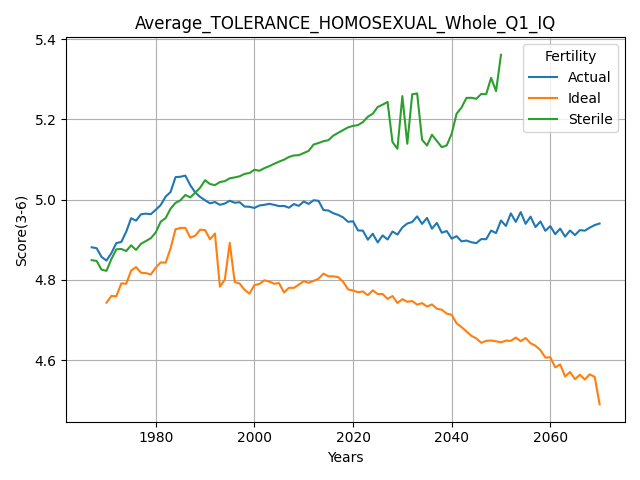 Average_TOLERANCE_HOMOSEXUAL_Whole_Q1_IQ
5.4
5.2
5.0
4.8
4.6
Score(3-6)
Fertility
Actual
Ideal
Sterile
1980
2000
2020
2040
2060
Years